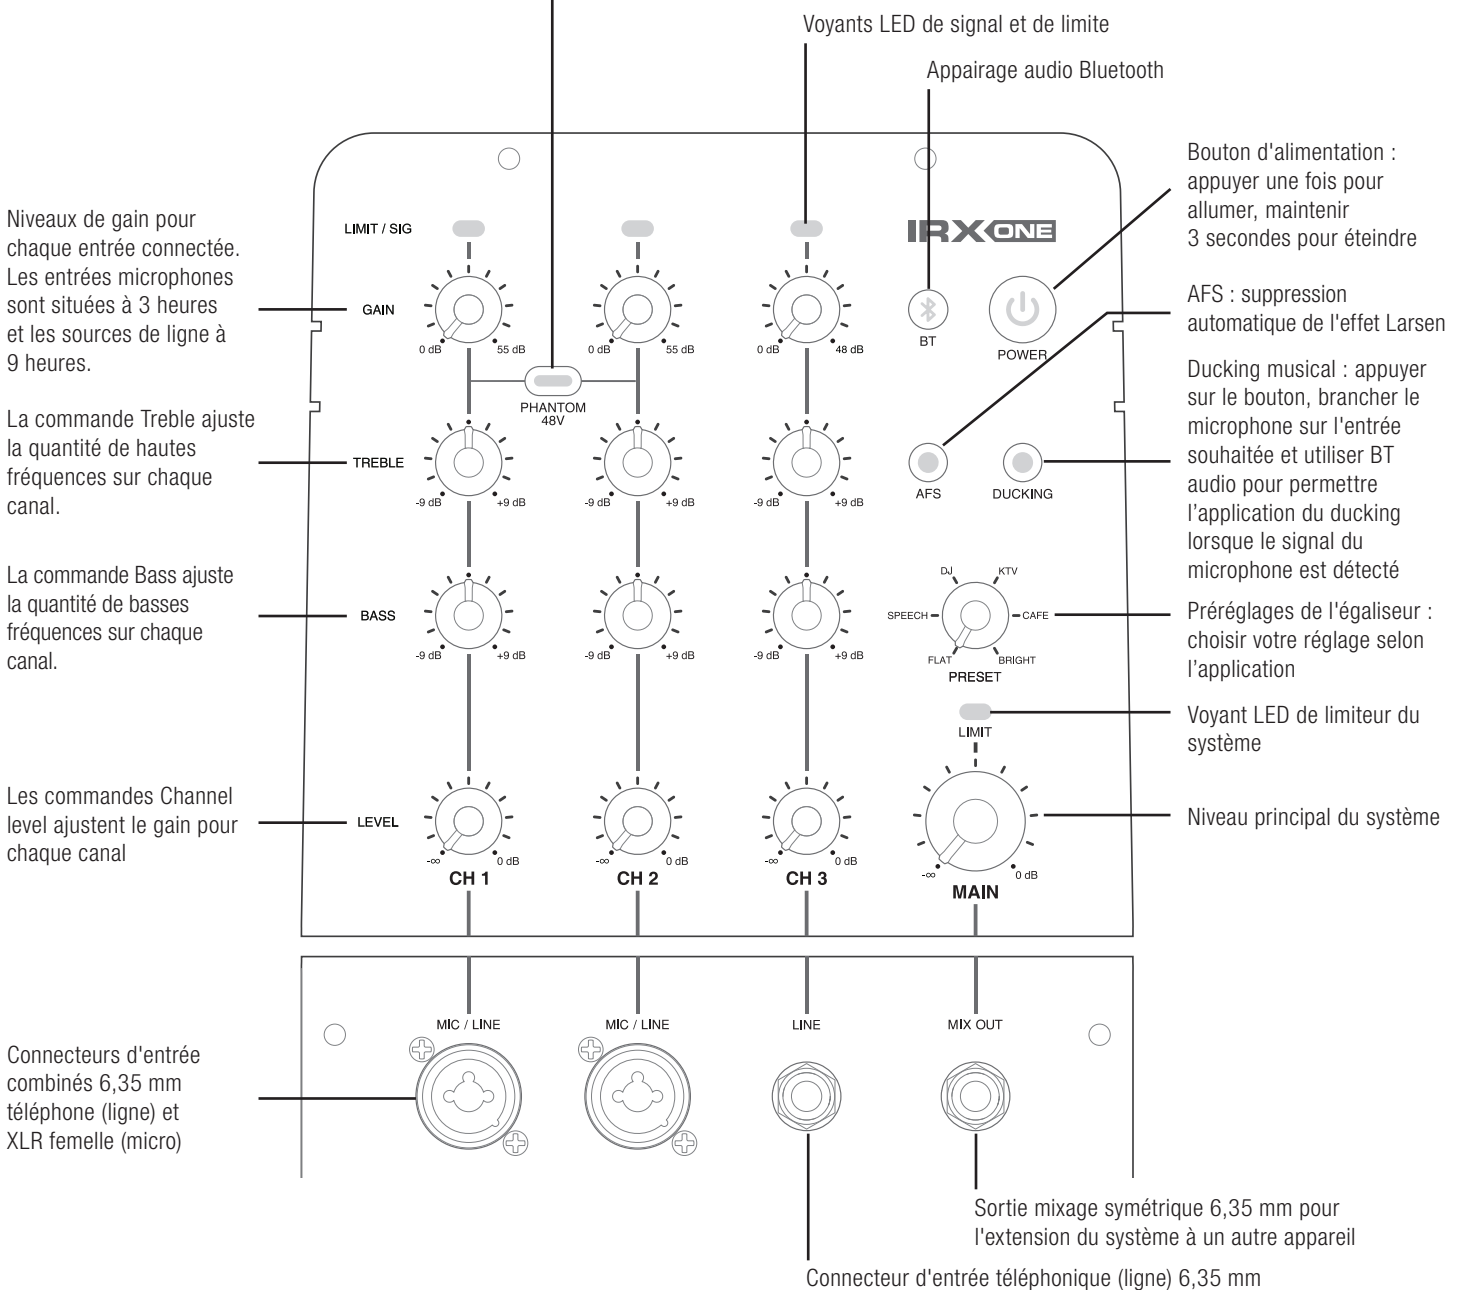 Voyants LED de signal et de limite
Appairage audio Bluetooth
Bouton d'alimentation :
appuyer une fois pour
allumer, maintenir
3 secondes pour éteindre
Niveaux de gain pour
chaque entrée connectée.
Les entrées microphones
sont situées à 3 heures
et les sources de ligne à
9 heures.
LIMIT / SIG
IRX ONE
GAIN
0 dB 55 dB
0 dB 55 dB
0 dB 48 dB
BT
POWER
AFS : suppression
automatique de l'effet Larsen
PHANTOM
48V
Ducking musical : appuyer
sur le bouton, brancher le
microphone sur l'entrée
souhaitée et utiliser BT
audio pour permettre
l’application du ducking
lorsque le signal du
microphone est détecté
La commande Treble ajuste
la quantité de hautes
fréquences sur chaque
canal.
TREBLE
-9 dB +9 dB
-9 dB +9 dB
-9 dB +9 dB
AFS
DUCKING
La commande Bass ajuste
la quantité de basses
fréquences sur chaque
canal.
BASS
-9 dB +9 dB
-9 dB +9 dB
-9 dB +9 dB
DJ
KTV
SPEECH
CAFE
FLAT
BRIGHT
PRESET
Préréglages de l'égaliseur :
choisir votre réglage selon
l’application
LIMIT
Voyant LED de limiteur du
système
Les commandes Channel
level ajustent le gain pour
chaque canal
LEVEL
-∞ 0 dB
-∞ 0 dB
-∞ 0 dB
-∞ 0 dB
CH 1
CH 2
CH 3
MAIN
Niveau principal du système
MIC / LINE
MIC / LINE
LINE
MIX OUT
Connecteurs d'entrée
combinés 6,35 mm
téléphone (ligne) et
XLR femelle (micro)
Sortie mixage symétrique 6,35 mm pour
l'extension du système à un autre appareil
Connecteur d'entrée téléphonique (ligne) 6,35 mm